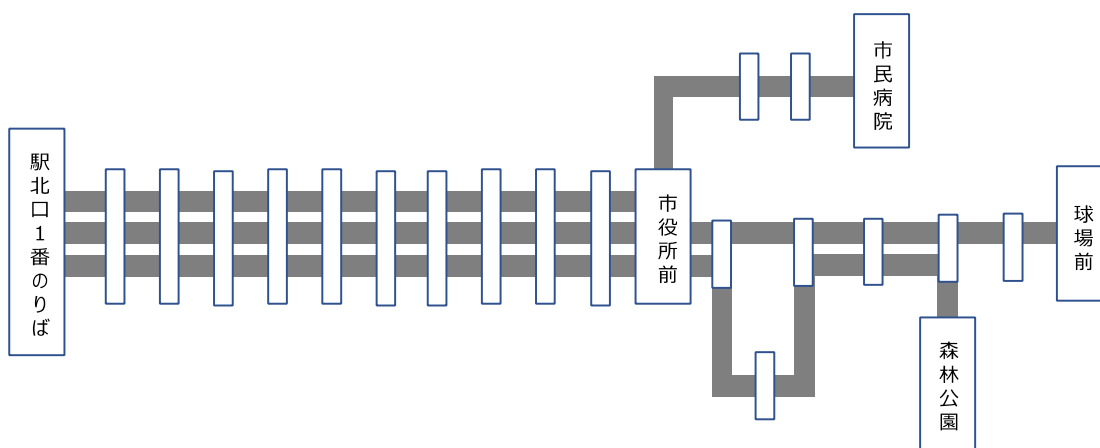 駅北口1番のりば
市役所前
市民病院
球場前
森林公園